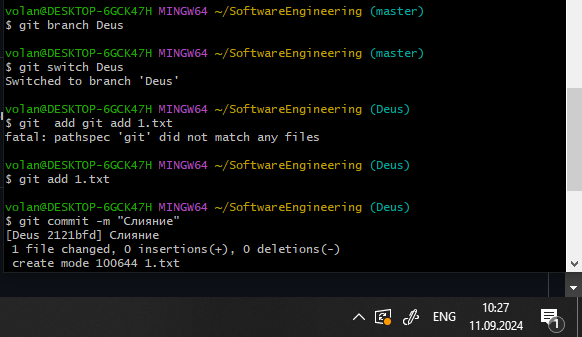 volan@DESKTOP-6GCK47H MINGW64 ~/SoftwareEngineering (master)
$ git branch Deus
volan@DESKTOP-6GCK47H MINGW64 ~/SoftwareEngineering (master)
$ git switch Deus
Switched to branch 'Deus'
volan@DESKTOP-6GCK47H MINGW64 ~/SoftwareEngineering (Deus)
$ git  add git add 1.txt
fatal: pathspec 'git' did not match any files
volan@DESKTOP-6GCK47H MINGW64 ~/SoftwareEngineering (Deus)
$ git add 1.txt
volan@DESKTOP-6GCK47H MINGW64 ~/SoftwareEngineering (Deus)
$ git commit -m "Слияние"
[Deus 2121bfd] Слияние
 1 file changed, 0 insertions(+), 0 deletions(-)
 create mode 100644 1.txt
ENG
10:27
11.09.2024
1